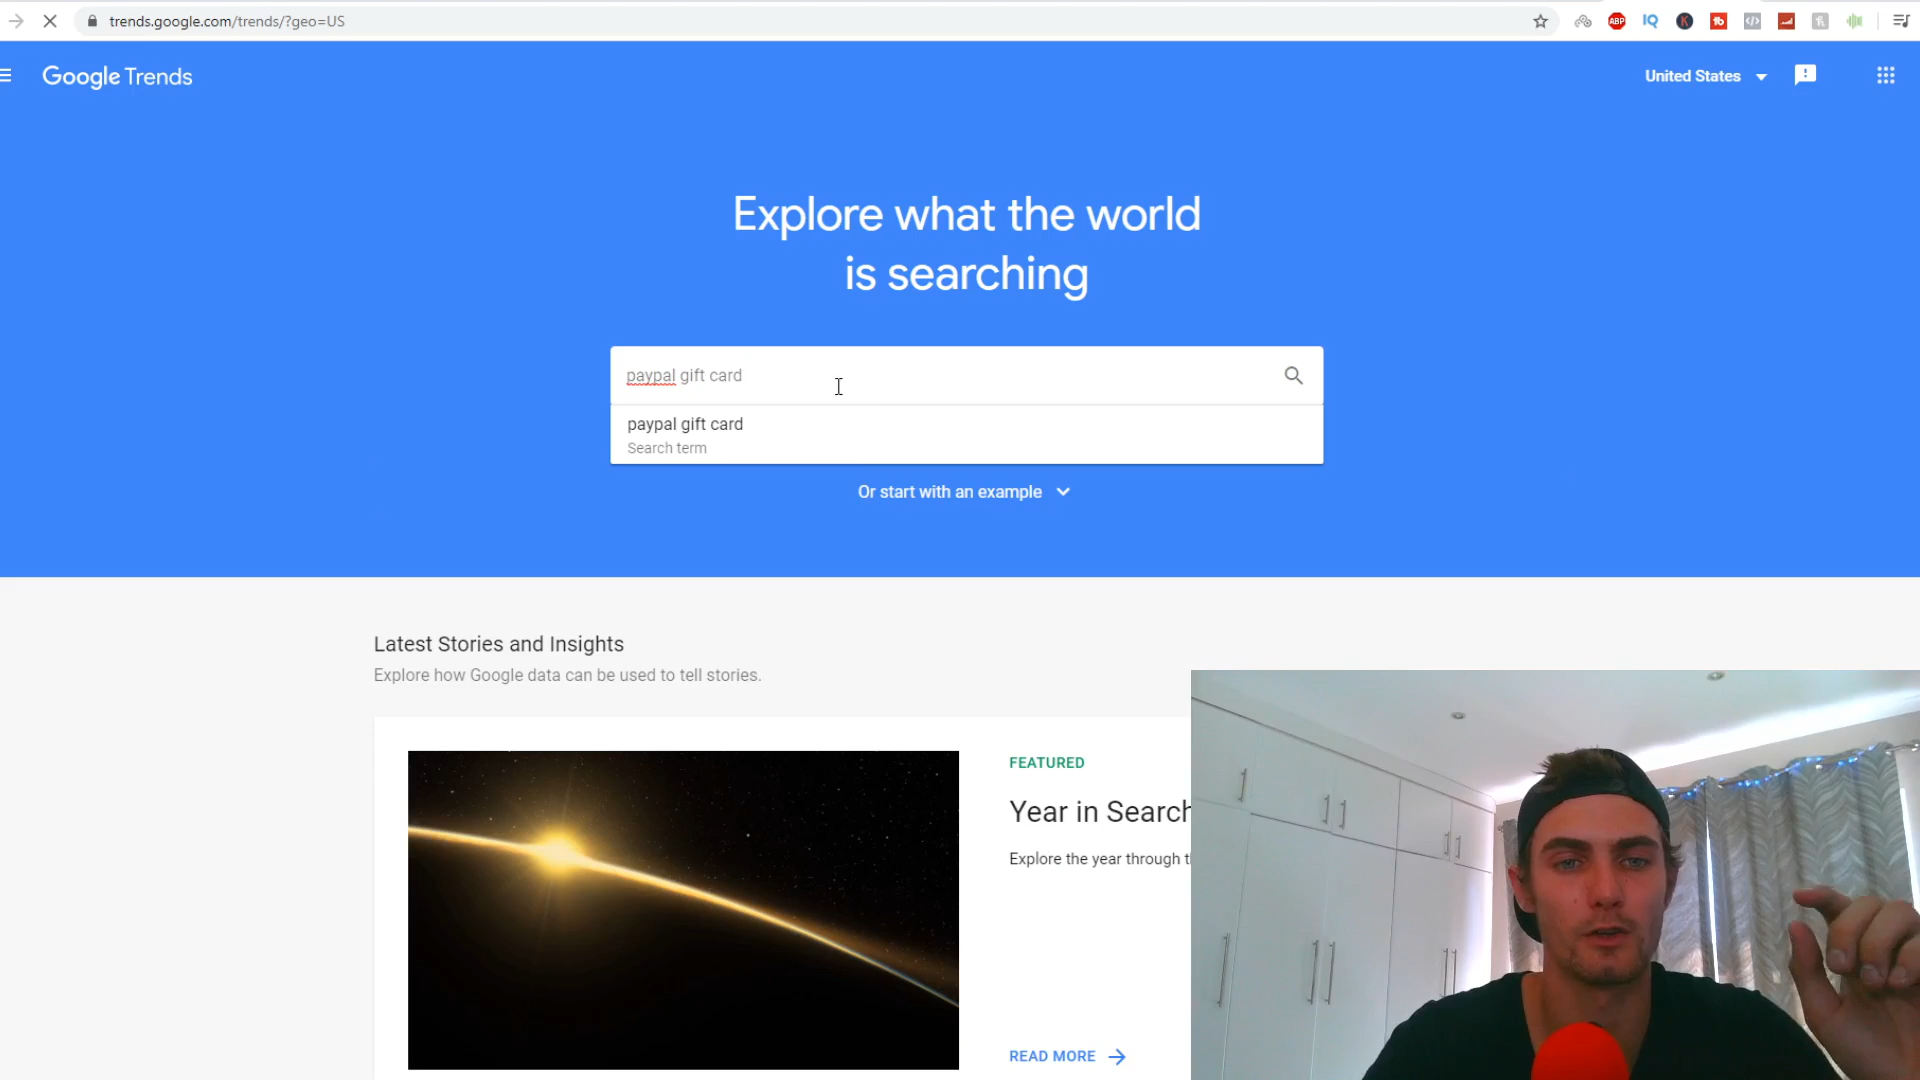 trends.google.com/trends/?geo=US
ABP
IQ
K
Google Trends
United States
Explore what the world
is searching
paypal gift card
paypal gift card
Search term
Or start with an example
Latest Stories and Insights
Explore how Google data can be used to tell stories.
FEATURED
Year in Search
Explore the year through t
READ MORE